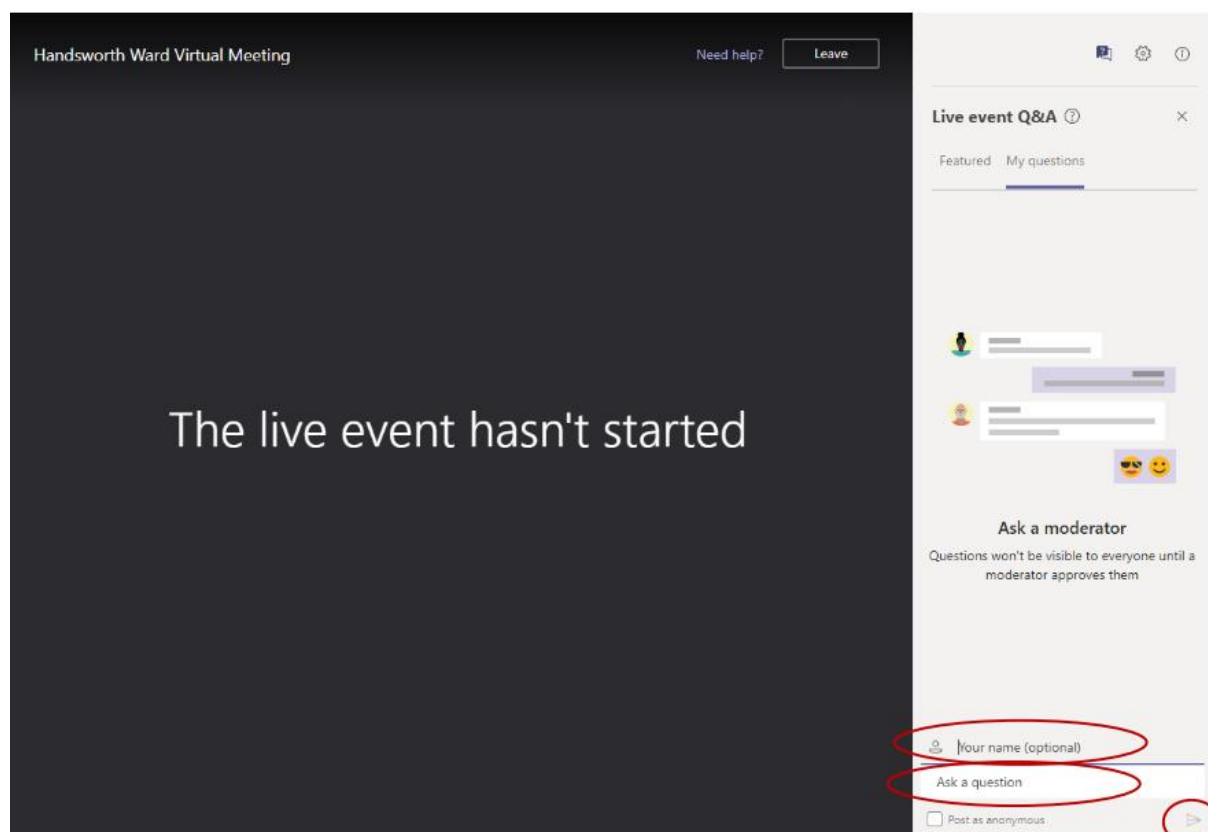 Handsworth Ward Virtual Meeting
Need help?
Leave
Live event Q&A
Featured My questions
The live event hasn't started
Ask a moderator
Questions won't be visible to everyone until a
moderator approves them
Your name (optional)
Ask a question
Post as anonymous